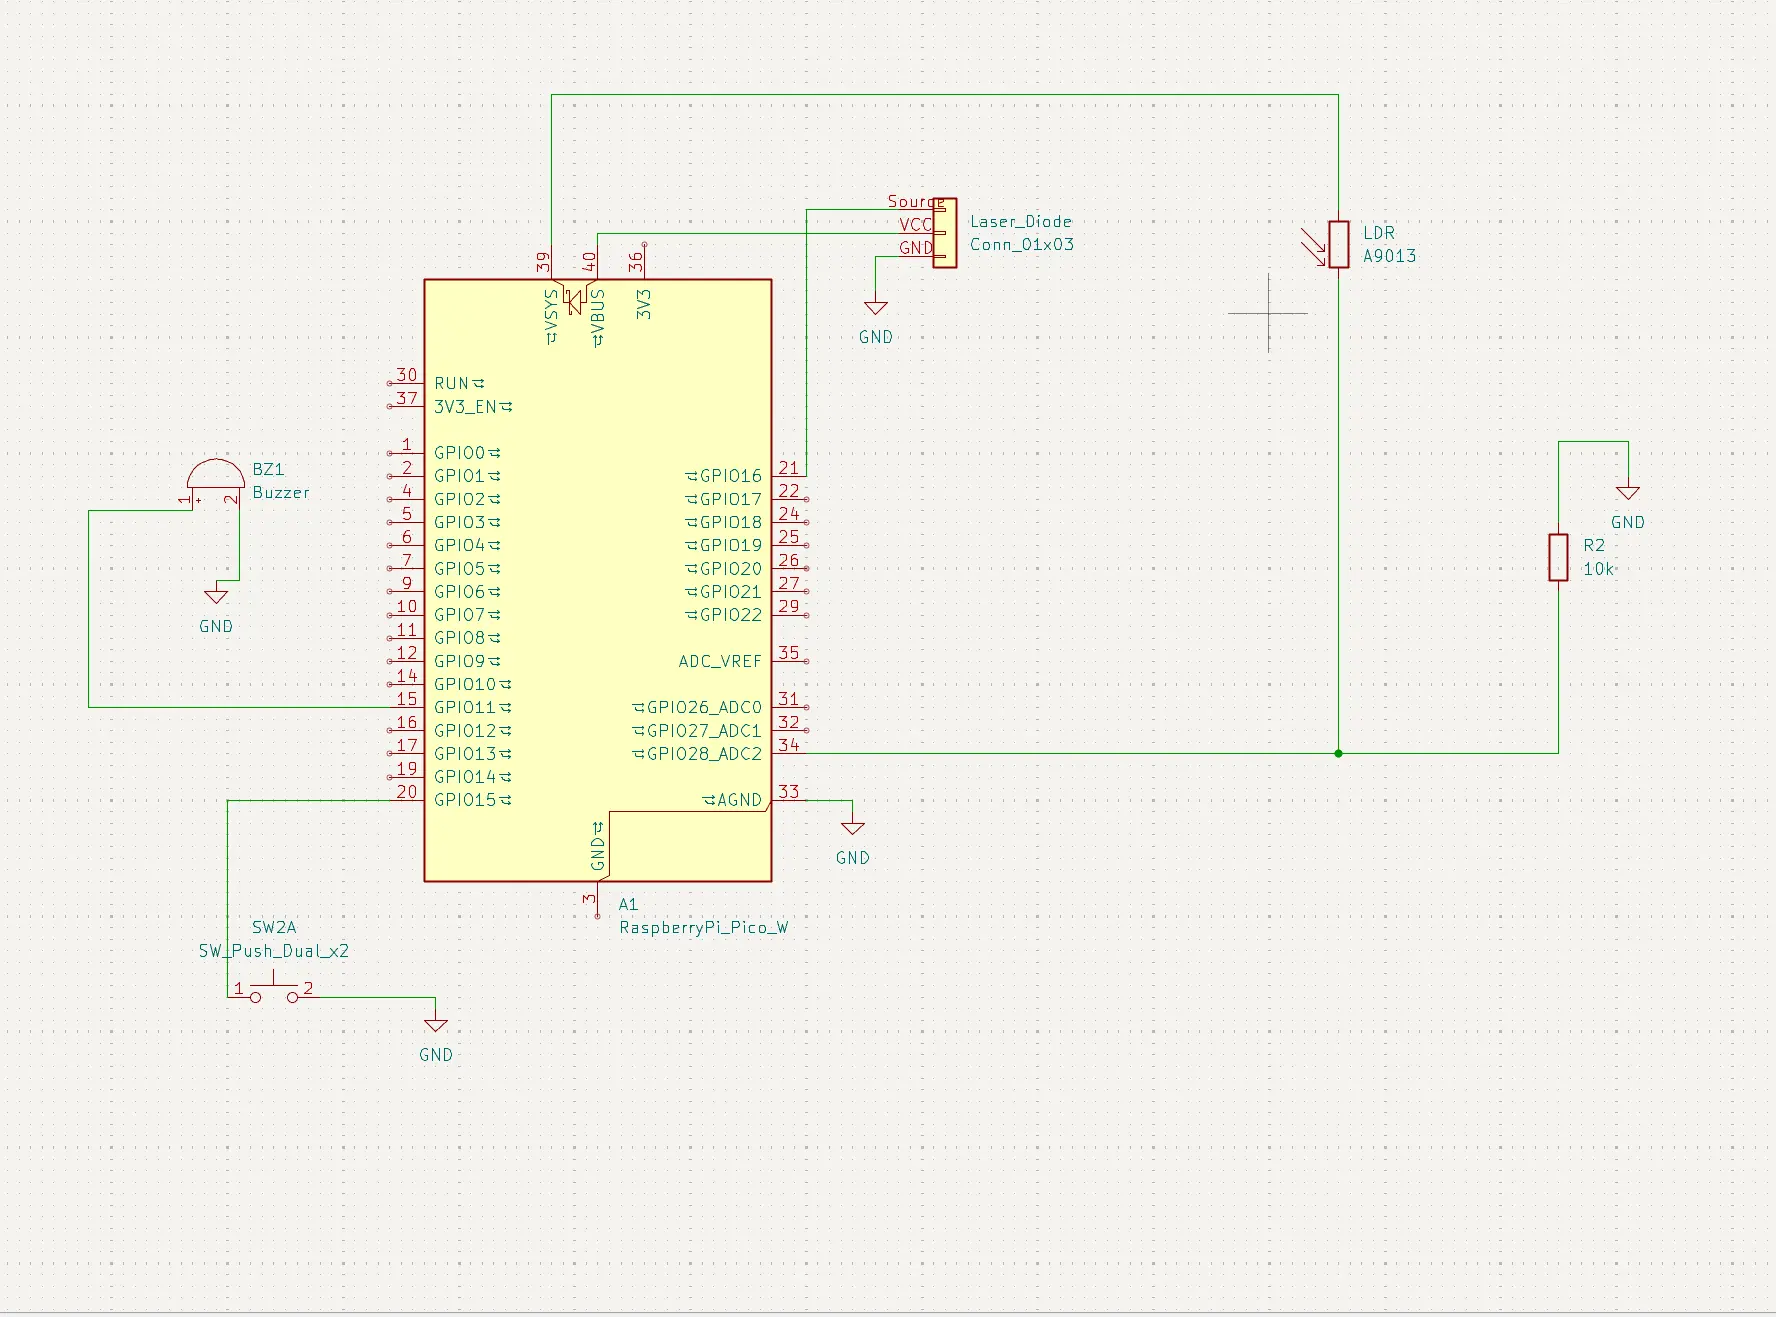 Source
VCC
GND
Laser_Diode
Conn_01x03
GND
LDR
A9013
39
40
36
VSYS
VBUS
3V3
30
RUN
37
3V3_EN
1
GPIO0
2
GPIO1
4
GPIO2
5
GPIO3
6
GPIO4
7
GPIO5
9
GPIO6
10
GPIO7
11
GPIO8
12
GPIO9
14
GPIO10
15
GPIO11
16
GPIO12
17
GPIO13
19
GPIO14
20
GPIO15
GPIO16
21
GPIO17
22
GPIO18
24
GPIO19
25
GPIO20
26
GPIO21
27
GPIO22
29
ADC_VREF
35
GPIO26_ADC0
31
GPIO27_ADC1
32
GPIO28_ADC2
34
AGND
33
GND
GND
3
A1
RaspberryPi_Pico_W
BZ1
Buzzer
1
+
2
GND
GND
R2
10k
SW2A
SW_Push_Dual_x2
1
2
GND